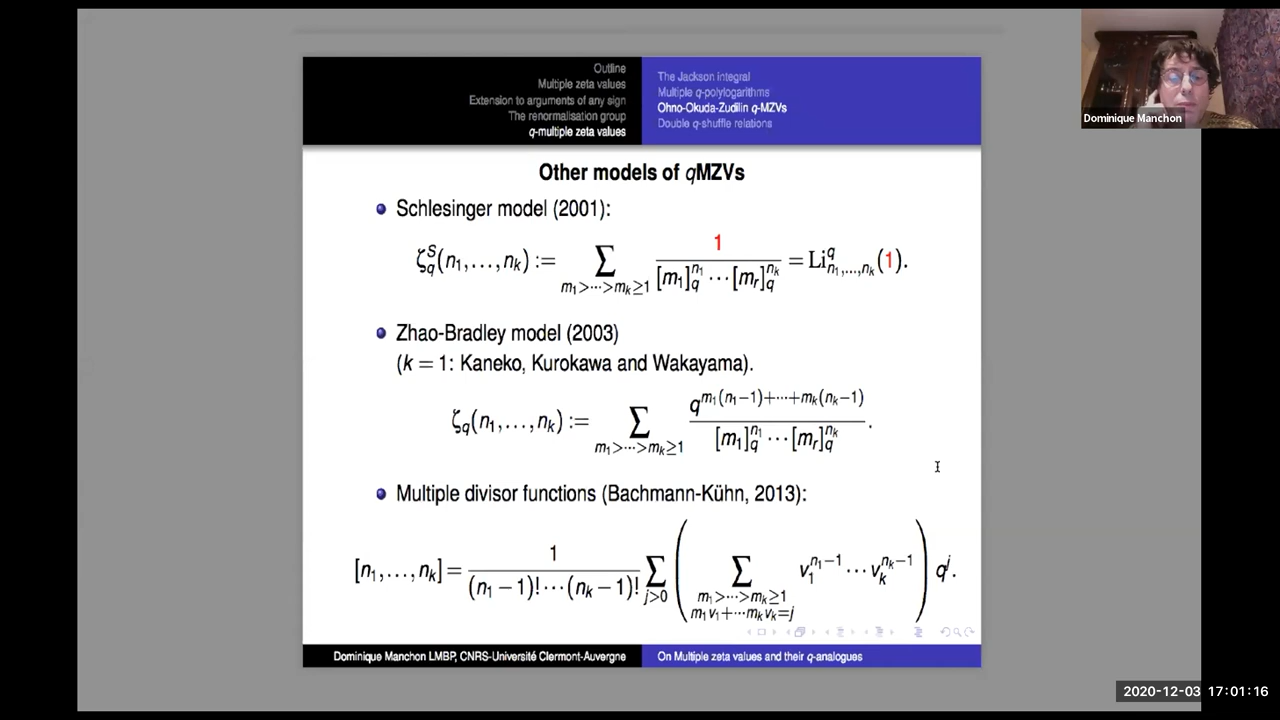 Outline
Multiple zeta values
Extension to arguments of any sign
The renormalisation group
q-multiple zeta values
The Jackson integral
Multiple q-polylogarithms
Ohno-Okuda-Zudilin q-MZVs
Double q-shuffle relations
Dominique Manchon
Other models of qMZVs
Schlesinger model (2001):
ζ_q^S(n_1,…,n_k) := ∑_{m_1>⋯>m_k≥1} 1/([m_1]_q^{n_1}⋯[m_r]_q^{n_k}) = Li^q_{n_1,…,n_k}(1).
Zhao-Bradley model (2003)
(k = 1: Kaneko, Kurokawa and Wakayama).
ζ_q(n_1,…,n_k) := ∑_{m_1>⋯>m_k≥1} q^{m_1(n_1−1)+⋯+m_k(n_k−1)}/([m_1]_q^{n_1}⋯[m_r]_q^{n_k}).
Multiple divisor functions (Bachmann-Kühn, 2013):
[n_1,…,n_k] = 1/((n_1−1)!⋯(n_k−1)!) ∑_{j>0} (∑_{m_1>⋯>m_k≥1, m_1v_1+⋯m_kv_k=j} v_1^{n_1−1}⋯v_k^{n_k−1}) q^j.
Dominique Manchon LMBP, CNRS-Université Clermont-Auvergne
On Multiple zeta values and their q-analogues
2020-12-03 17:01:16